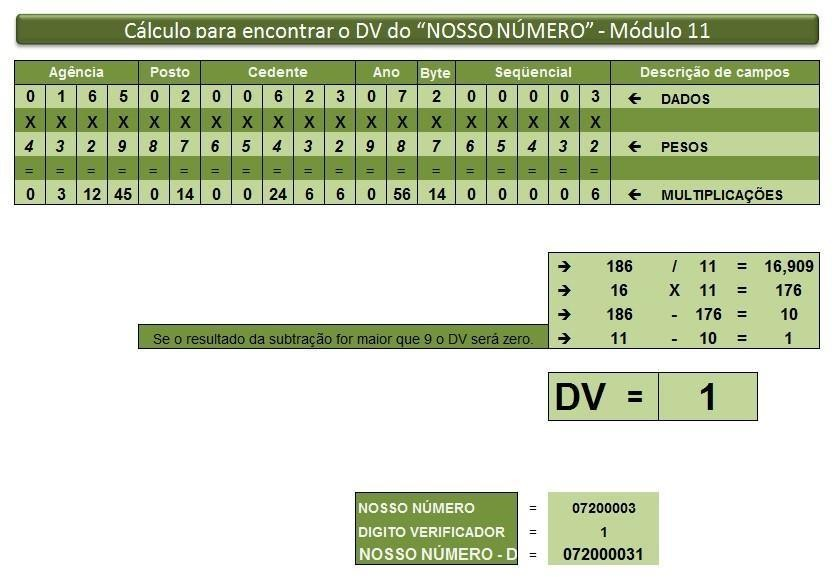 Cálculo para encontrar o DV do “NOSSO NÚMERO” - Módulo 11
Agência Posto Cedente Ano Byte Seqüencial Descrição de campos
0 1 6 5 0 2 0 0 6 2 3 0 7 2 0 0 0 0 3 ← DADOS
X X X X X X X X X X X X X X X X X X X
4 3 2 9 8 7 6 5 4 3 2 9 8 7 6 5 4 3 2 ← PESOS
= = = = = = = = = = = = = = = = = = =
0 3 12 45 0 14 0 0 24 6 6 0 56 14 0 0 0 0 6 ← MULTIPLICAÇÕES
→ 186 / 11 = 16,909
→ 16 X 11 = 176
→ 186 - 176 = 10
Se o resultado da subtração for maior que 9 o DV será zero. → 11 - 10 = 1
DV = 1
NOSSO NÚMERO = 07200003
DIGITO VERIFICADOR = 1
NOSSO NÚMERO - D = 072000031